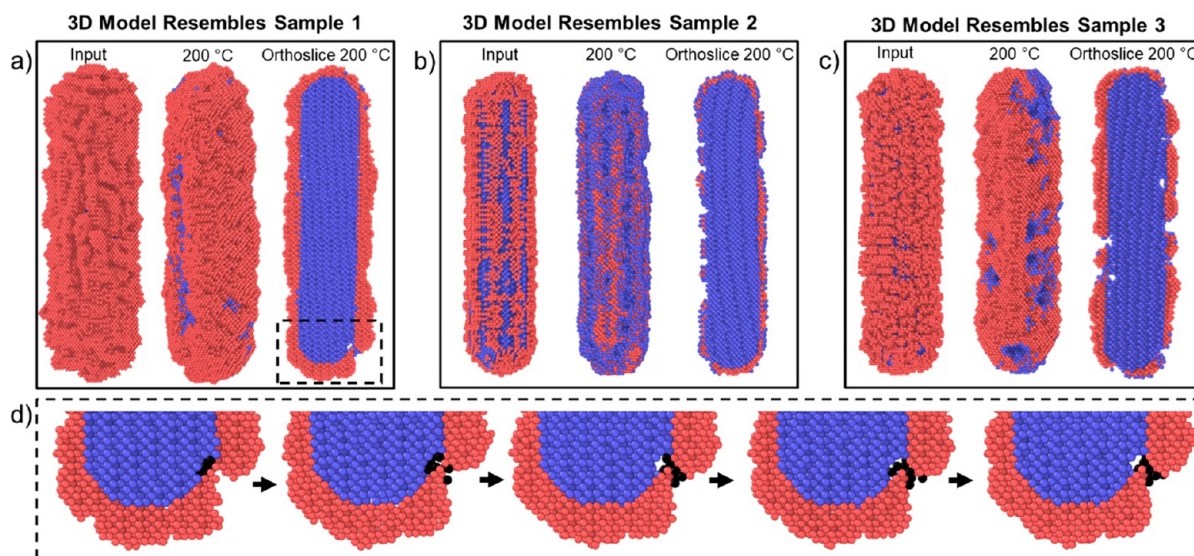 3D Model Resembles Sample 1
3D Model Resembles Sample 2
3D Model Resembles Sample 3
a)
Input
200 °C
Orthoslice 200 °C
b)
Input
200 °C
Orthoslice 200 °C
c)
Input
200 °C
Orthoslice 200 °C
d)